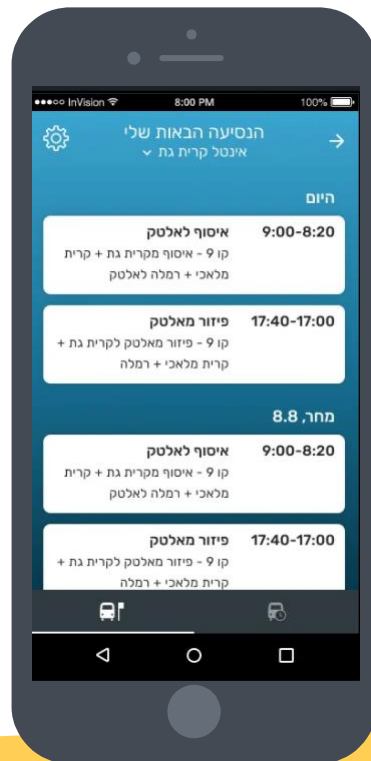 ●●●○○ InVision 8:00 PM 100%
הנסיעה הבאות שלי
אינטל קרית גת
היום
9:00-8:20 איסוף לאלטק
קו 9 - איסוף מקרית גת + קרית
מלאכי + רמלה לאלטק
17:40-17:00 פיזור מאלטק
קו 9 - פיזור מאלטק לקרית גת +
קרית מלאכי + רמלה
מחר, 8.8
9:00-8:20 איסוף לאלטק
קו 9 - איסוף מקרית גת + קרית
מלאכי + רמלה לאלטק
17:40-17:00 פיזור מאלטק
קו 9 - פיזור מאלטק לקרית גת +
קרית מלאכי + רמלה